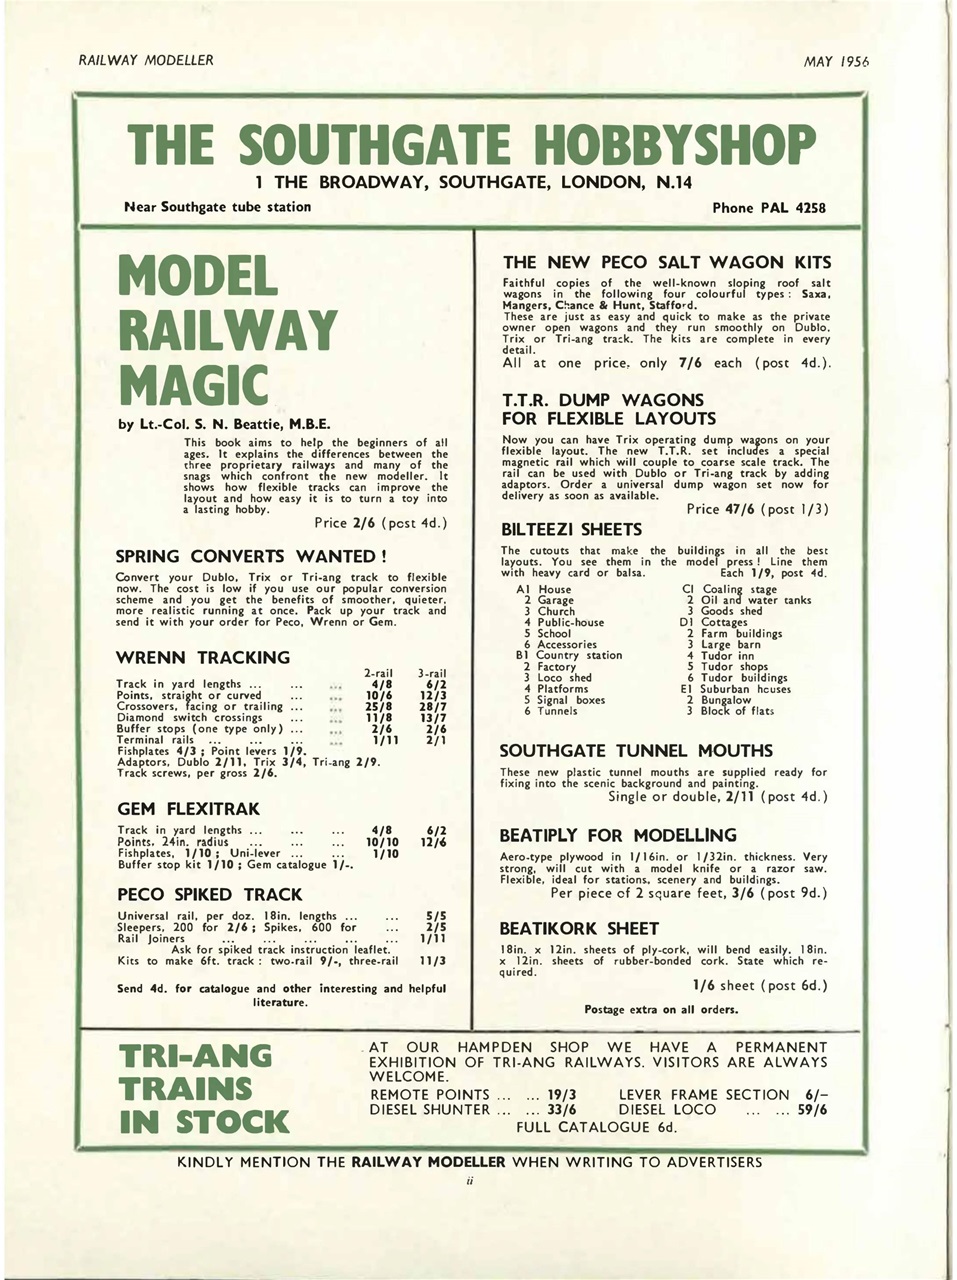 RAILWAY MODELLER
MAY 1956
THE SOUTHGATE HOBBYSHOP
1 THE BROADWAY, SOUTHGATE, LONDON, N.14
Near Southgate tube station
Phone PAL 4258
MODEL
RAILWAY
MAGIC
by Lt.-Col. S. N. Beattie, M.B.E.
This book aims to help the beginners of all
ages. It explains the differences between the
three proprietary railways and many of the
snags which confront the new modeller. It
shows how flexible tracks can improve the
layout and how easy it is to turn a toy into
a lasting hobby.
Price 2/6 (post 4d.)
SPRING CONVERTS WANTED !
Convert your Dublo, Trix or Tri-ang track to flexible
now. The cost is low if you use our popular conversion
scheme and you get the benefits of smoother, quieter,
more realistic running at once. Pack up your track and
send it with your order for Peco, Wrenn or Gem.
WRENN TRACKING
2-rail 3-rail
Track in yard lengths ... ... ... 4/8 6/2
Points, straight or curved ... ... 10/6 12/3
Crossovers, facing or trailing ... ... 25/8 28/7
Diamond switch crossings ... ... 11/8 13/7
Buffer stops (one type only) ... ... 2/6 2/6
Terminal rails ... ... ... ... 1/11 2/1
Fishplates 4/3 ; Point levers 1/9.
Adaptors, Dublo 2/11, Trix 3/4, Tri-ang 2/9.
Track screws, per gross 2/6.
GEM FLEXITRAK
Track in yard lengths ... ... ... 4/8 6/2
Points, 24in. radius ... ... ... 10/10 12/6
Fishplates, 1/10 ; Uni-lever ... ... 1/10
Buffer stop kit 1/10 ; Gem catalogue 1/-.
PECO SPIKED TRACK
Universal rail, per doz. 18in. lengths ... ... 5/5
Sleepers, 200 for 2/6 ; Spikes, 600 for ... 2/5
Rail Joiners ... ... ... ... ... 1/11
Ask for spiked track instruction leaflet.
Kits to make 6ft. track : two-rail 9/-, three-rail 11/3
Send 4d. for catalogue and other interesting and helpful
literature.
THE NEW PECO SALT WAGON KITS
Faithful copies of the well-known sloping roof salt
wagons in the following four colourful types : Saxa,
Mangers, Chance & Hunt, Stafford.
These are just as easy and quick to make as the private
owner open wagons and they run smoothly on Dublo,
Trix or Tri-ang track. The kits are complete in every
detail.
All at one price, only 7/6 each (post 4d.).
T.T.R. DUMP WAGONS
FOR FLEXIBLE LAYOUTS
Now you can have Trix operating dump wagons on your
flexible layout. The new T.T.R. set includes a special
magnetic rail which will couple to coarse scale track. The
rail can be used with Dublo or Tri-ang track by adding
adaptors. Order a universal dump wagon set now for
delivery as soon as available.
Price 47/6 (post 1/3)
BILTEEZI SHEETS
The cutouts that make the buildings in all the best
layouts. You see them in the model press ! Line them
with heavy card or balsa. Each 1/9, post 4d.
A1 House
2 Garage
3 Church
4 Public-house
5 School
6 Accessories
B1 Country station
2 Factory
3 Loco shed
4 Platforms
5 Signal boxes
6 Tunnels
C1 Coaling stage
2 Oil and water tanks
3 Goods shed
D1 Cottages
2 Farm buildings
3 Large barn
4 Tudor inn
5 Tudor shops
6 Tudor buildings
E1 Suburban houses
2 Bungalow
3 Block of flats
SOUTHGATE TUNNEL MOUTHS
These new plastic tunnel mouths are supplied ready for
fixing into the scenic background and painting.
Single or double, 2/11 (post 4d.)
BEATIPLY FOR MODELLING
Aero-type plywood in 1/16in. or 1/32in. thickness. Very
strong, will cut with a model knife or a razor saw.
Flexible, ideal for stations, scenery and buildings.
Per piece of 2 square feet, 3/6 (post 9d.)
BEATIKORK SHEET
18in. x 12in. sheets of ply-cork, will bend easily, 18in.
x 12in. sheets of rubber-bonded cork. State which re-
quired.
1/6 sheet (post 6d.)
Postage extra on all orders.
TRI-ANG
TRAINS
IN STOCK
AT OUR HAMPDEN SHOP WE HAVE A PERMANENT
EXHIBITION OF TRI-ANG RAILWAYS. VISITORS ARE ALWAYS
WELCOME.
REMOTE POINTS ... ... 19/3 LEVER FRAME SECTION 6/–
DIESEL SHUNTER ... ... 33/6 DIESEL LOCO ... ... 59/6
FULL CATALOGUE 6d.
KINDLY MENTION THE RAILWAY MODELLER WHEN WRITING TO ADVERTISERS
ii